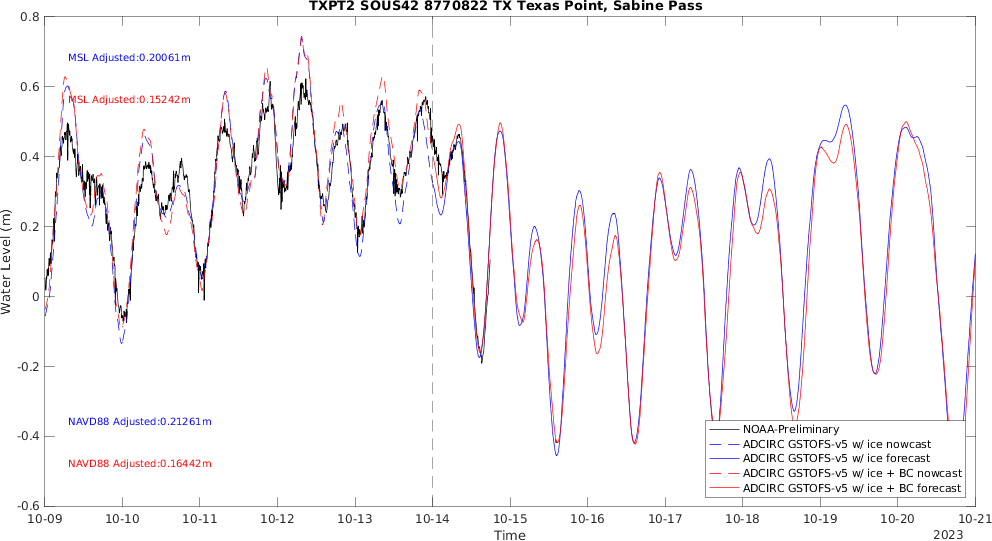 TXPT2 SOUS42 8770822 TX Texas Point, Sabine Pass
0.8
0.6
0.4
0.2
0
-0.2
-0.4
-0.6
Water Level (m)
MSL Adjusted:0.20061m
MSL Adjusted:0.15242m
NAVD88 Adjusted:0.21261m
NAVD88 Adjusted:0.16442m
NOAA-Preliminary
ADCIRC GSTOFS-v5 w/ ice nowcast
ADCIRC GSTOFS-v5 w/ ice forecast
ADCIRC GSTOFS-v5 w/ ice + BC nowcast
ADCIRC GSTOFS-v5 w/ ice + BC forecast
10-09 10-10 10-11 10-12 10-13 10-14 10-15 10-16 10-17 10-18 10-19 10-20 10-21
Time
2023